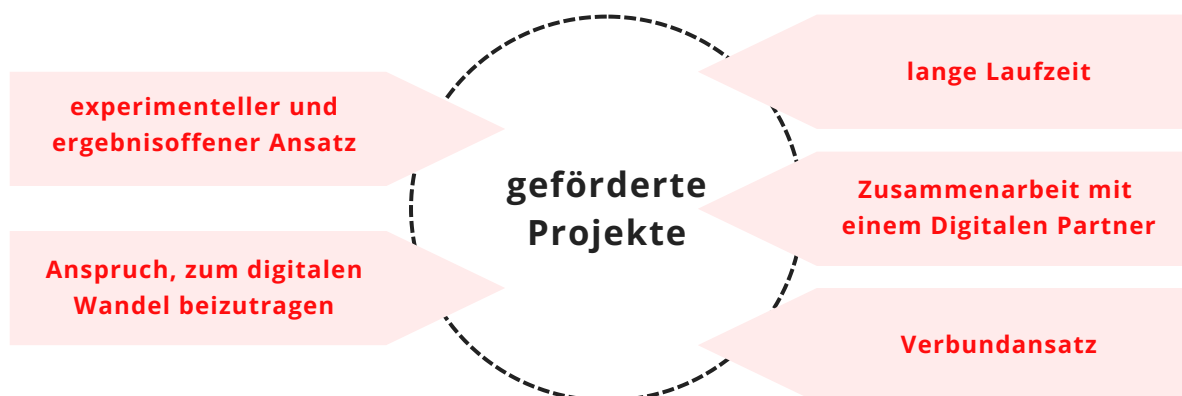 experimenteller und
ergebnisoffener Ansatz
Anspruch, zum digitalen
Wandel beizutragen
geförderte
Projekte
lange Laufzeit
Zusammenarbeit mit
einem Digitalen Partner
Verbundansatz